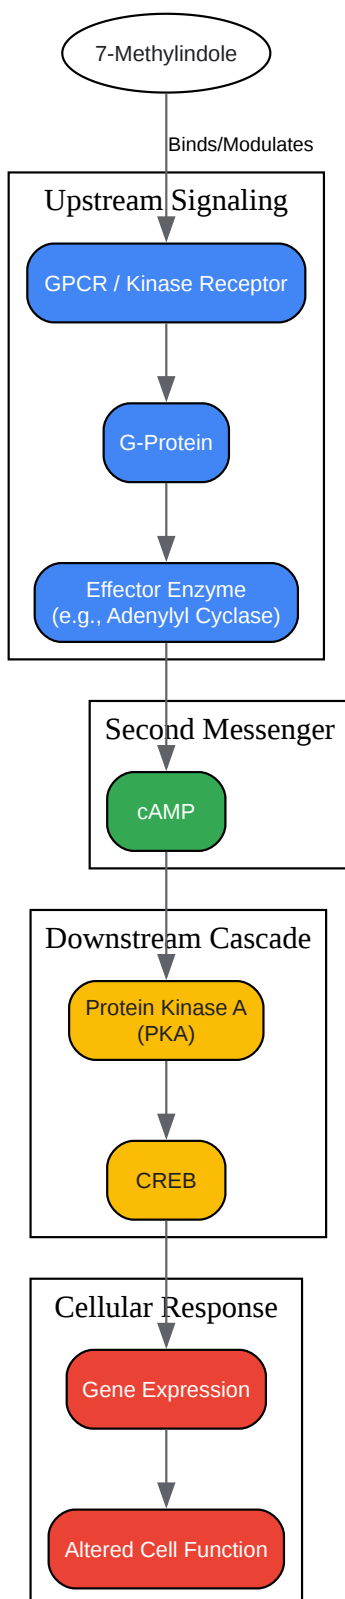 7-Methylindole
Binds/Modulates
Upstream Signaling
GPCR / Kinase Receptor
G-Protein
Effector Enzyme
(e.g., Adenylyl Cyclase)
Second Messenger
cAMP
Downstream Cascade
Protein Kinase A
(PKA)
CREB
Cellular Response
Gene Expression
Altered Cell Function